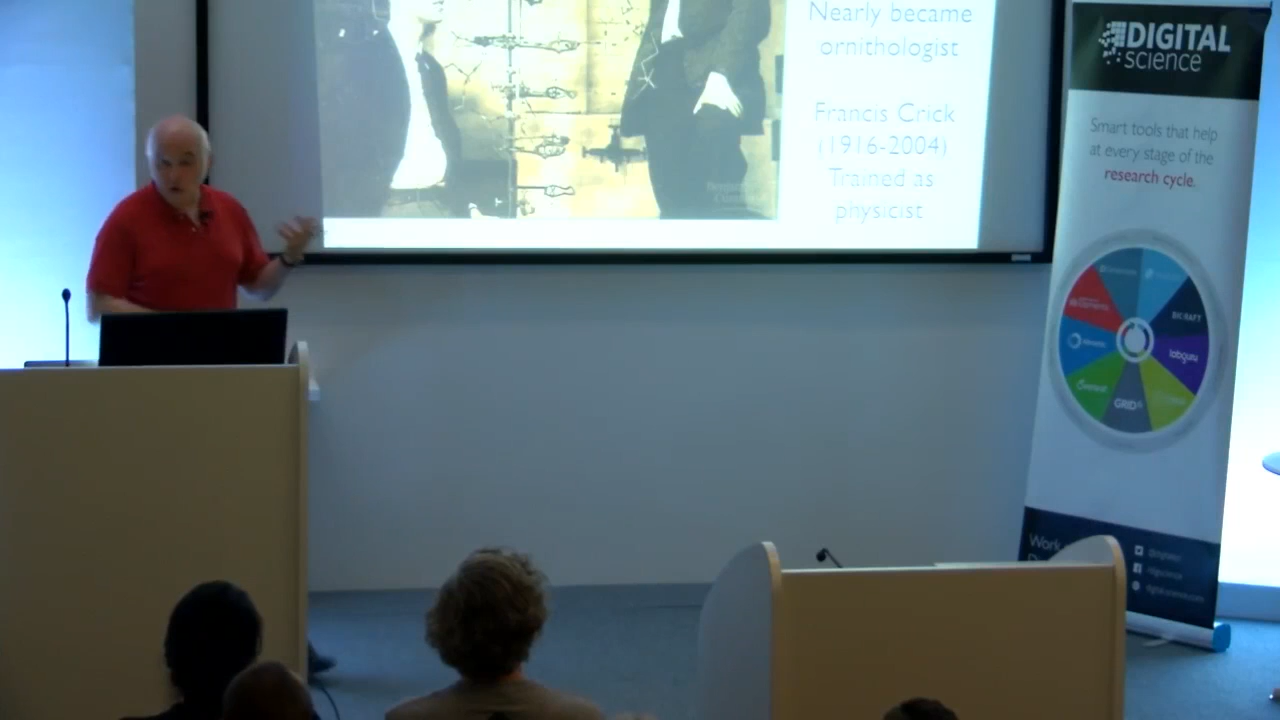 Nearly became
ornithologist
Francis Crick
(1916-2004)
Trained as
physicist
DIGITAL
science
Smart tools that help
at every stage of the
research cycle.
labguru
GRID
Work